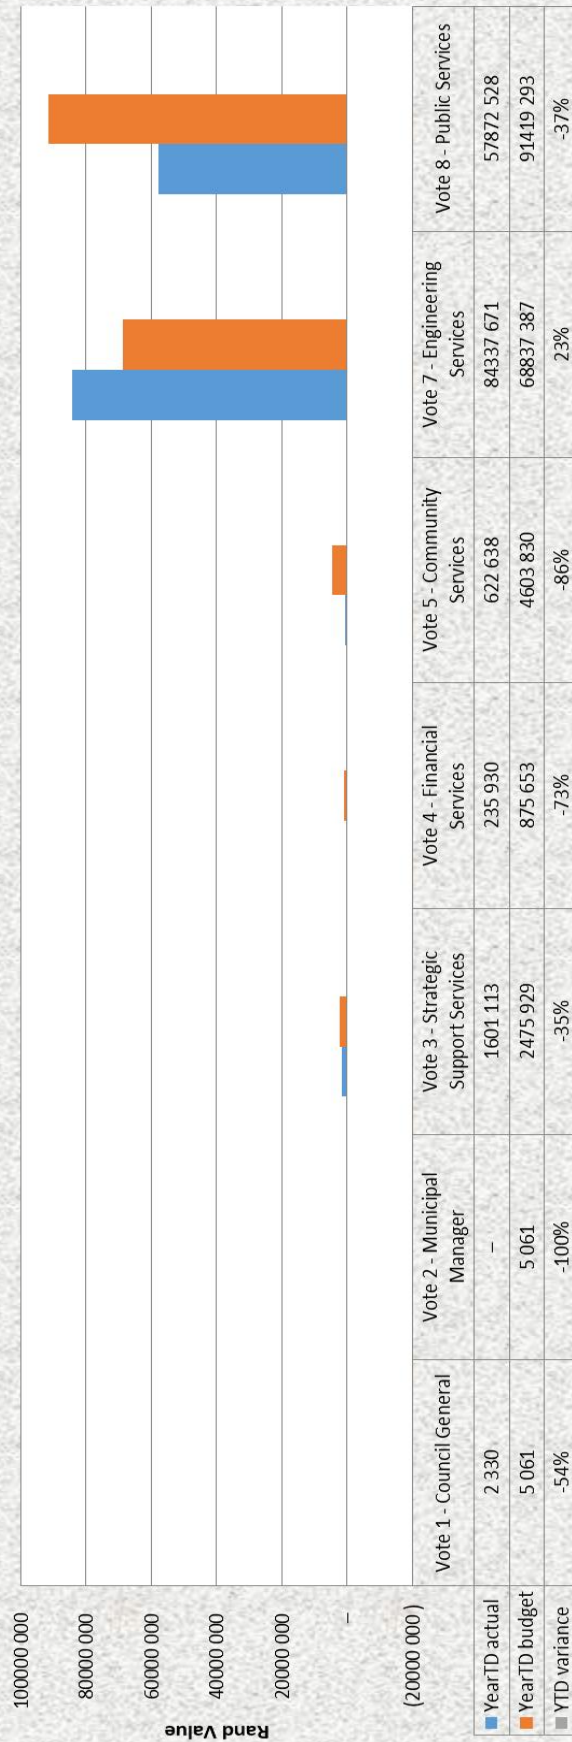 Rand Value
100000 000
80000 000
60000 000
40000 000
20000 000
–
(20000 000 )
Vote 1 - Council General
Vote 2 - Municipal
Manager
Vote 3 - Strategic
Support Services
Vote 4 - Financial
Services
Vote 5 - Community
Services
Vote 7 - Engineering
Services
Vote 8 - Public Services
YearTD actual 2 330 – 1601 113 235 930 622 638 84337 671 57872 528
YearTD budget 5 061 5 061 2475 929 875 653 4603 830 68837 387 91419 293
YTD variance -54% -100% -35% -73% -86% 23% -37%